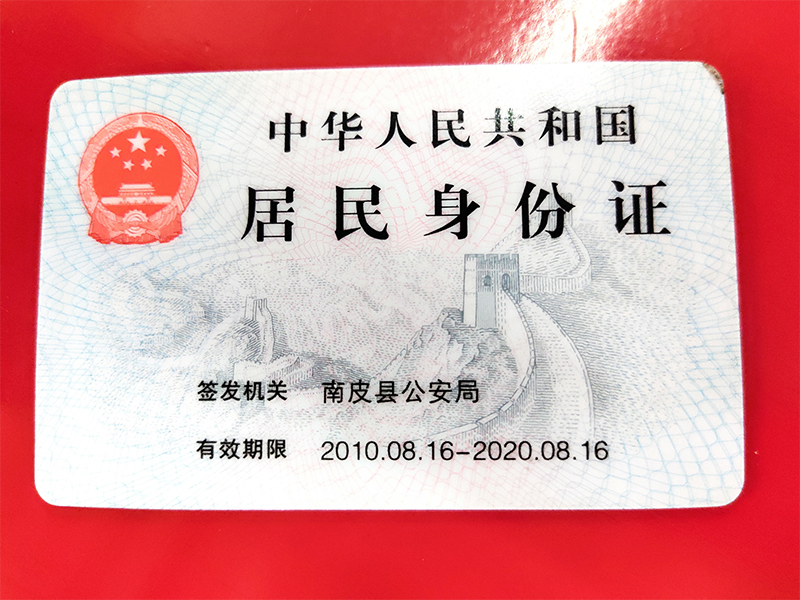 中华人民共和国
居民身份证
签发机关 南皮县公安局
有效期限 2010.08.16-2020.08.16